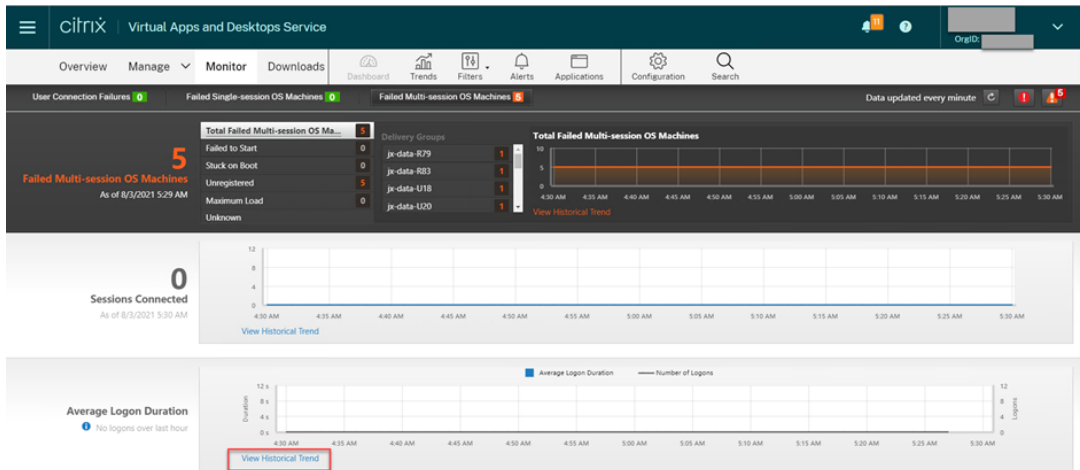 citrix | Virtual Apps and Desktops Service
11
OrgID:
Overview Manage Monitor Downloads Dashboard Trends Filters Alerts Applications Configuration Search
User Connection Failures 0 Failed Single-session OS Machines 0 Failed Multi-session OS Machines 5 Data updated every minute 5
5
Failed Multi-session OS Machines
As of 8/3/2021 5:29 AM
Total Failed Multi-session OS Ma... 5
Failed to Start 0
Stuck on Boot 0
Unregistered 5
Maximum Load 0
Unknown
Delivery Groups
jx-data-R79 1
jx-data-R83 1
jx-data-U18 1
jx-data-U20 1
Total Failed Multi-session OS Machines
10
5
0
4:30 AM 4:35 AM 4:40 AM 4:45 AM 4:50 AM 4:55 AM 5:00 AM 5:05 AM 5:10 AM 5:15 AM 5:20 AM 5:25 AM 5:30 AM
View Historical Trend
0
Sessions Connected
As of 8/3/2021 5:30 AM
12
8
4
0
4:30 AM 4:35 AM 4:40 AM 4:45 AM 4:50 AM 4:55 AM 5:00 AM 5:05 AM 5:10 AM 5:15 AM 5:20 AM 5:25 AM 5:30 AM
View Historical Trend
Average Logon Duration
No logons over last hour
Average Logon Duration Number of Logons
Duration
12 s
8 s
4 s
0 s
12
8
4
0
Logons
4:30 AM 4:35 AM 4:40 AM 4:45 AM 4:50 AM 4:55 AM 5:00 AM 5:05 AM 5:10 AM 5:15 AM 5:20 AM 5:25 AM 5:30 AM
View Historical Trend